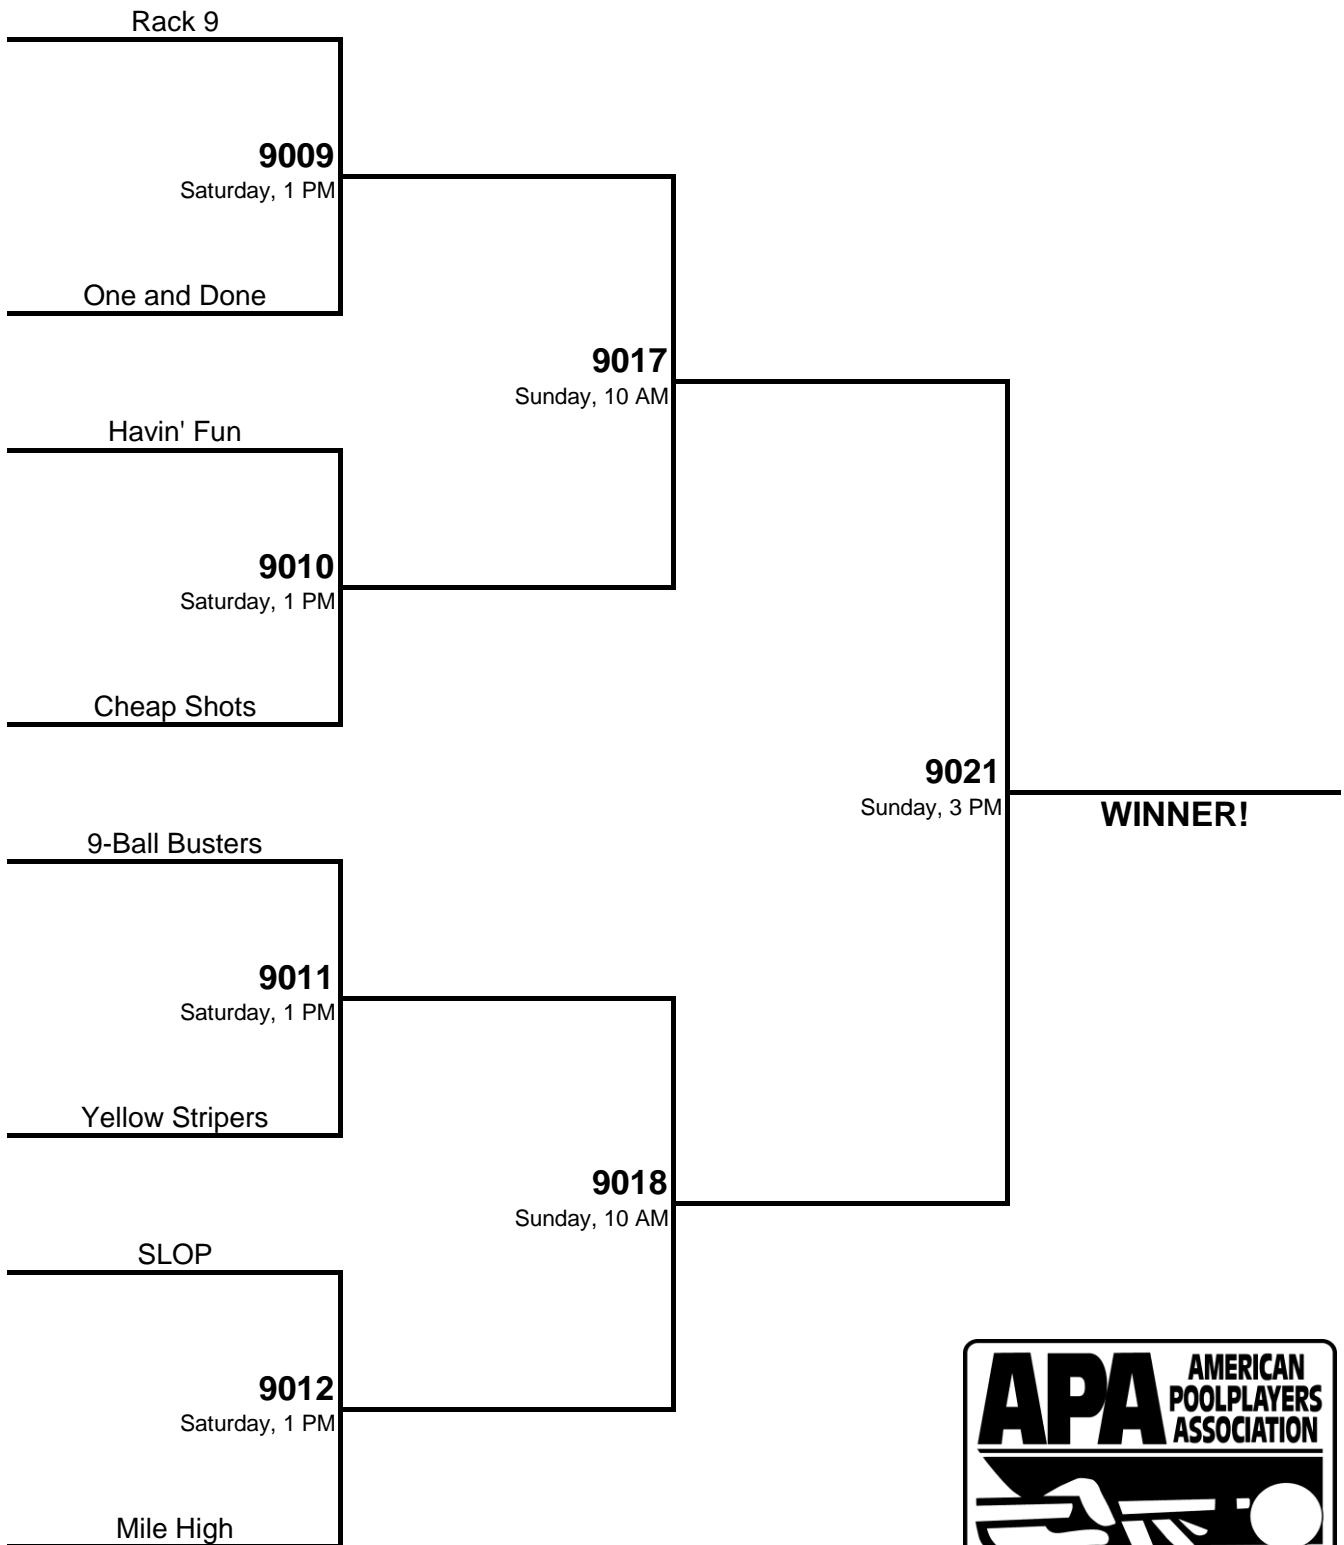 Rack 9
9009
Saturday, 1 PM
One and Done
9017
Sunday, 10 AM
Havin' Fun
9010
Saturday, 1 PM
Cheap Shots
9021
Sunday, 3 PM
WINNER!
9-Ball Busters
9011
Saturday, 1 PM
Yellow Stripers
9018
Sunday, 10 AM
SLOP
9012
Saturday, 1 PM
Mile High
APA
AMERICAN
POOLPLAYERS
ASSOCIATION